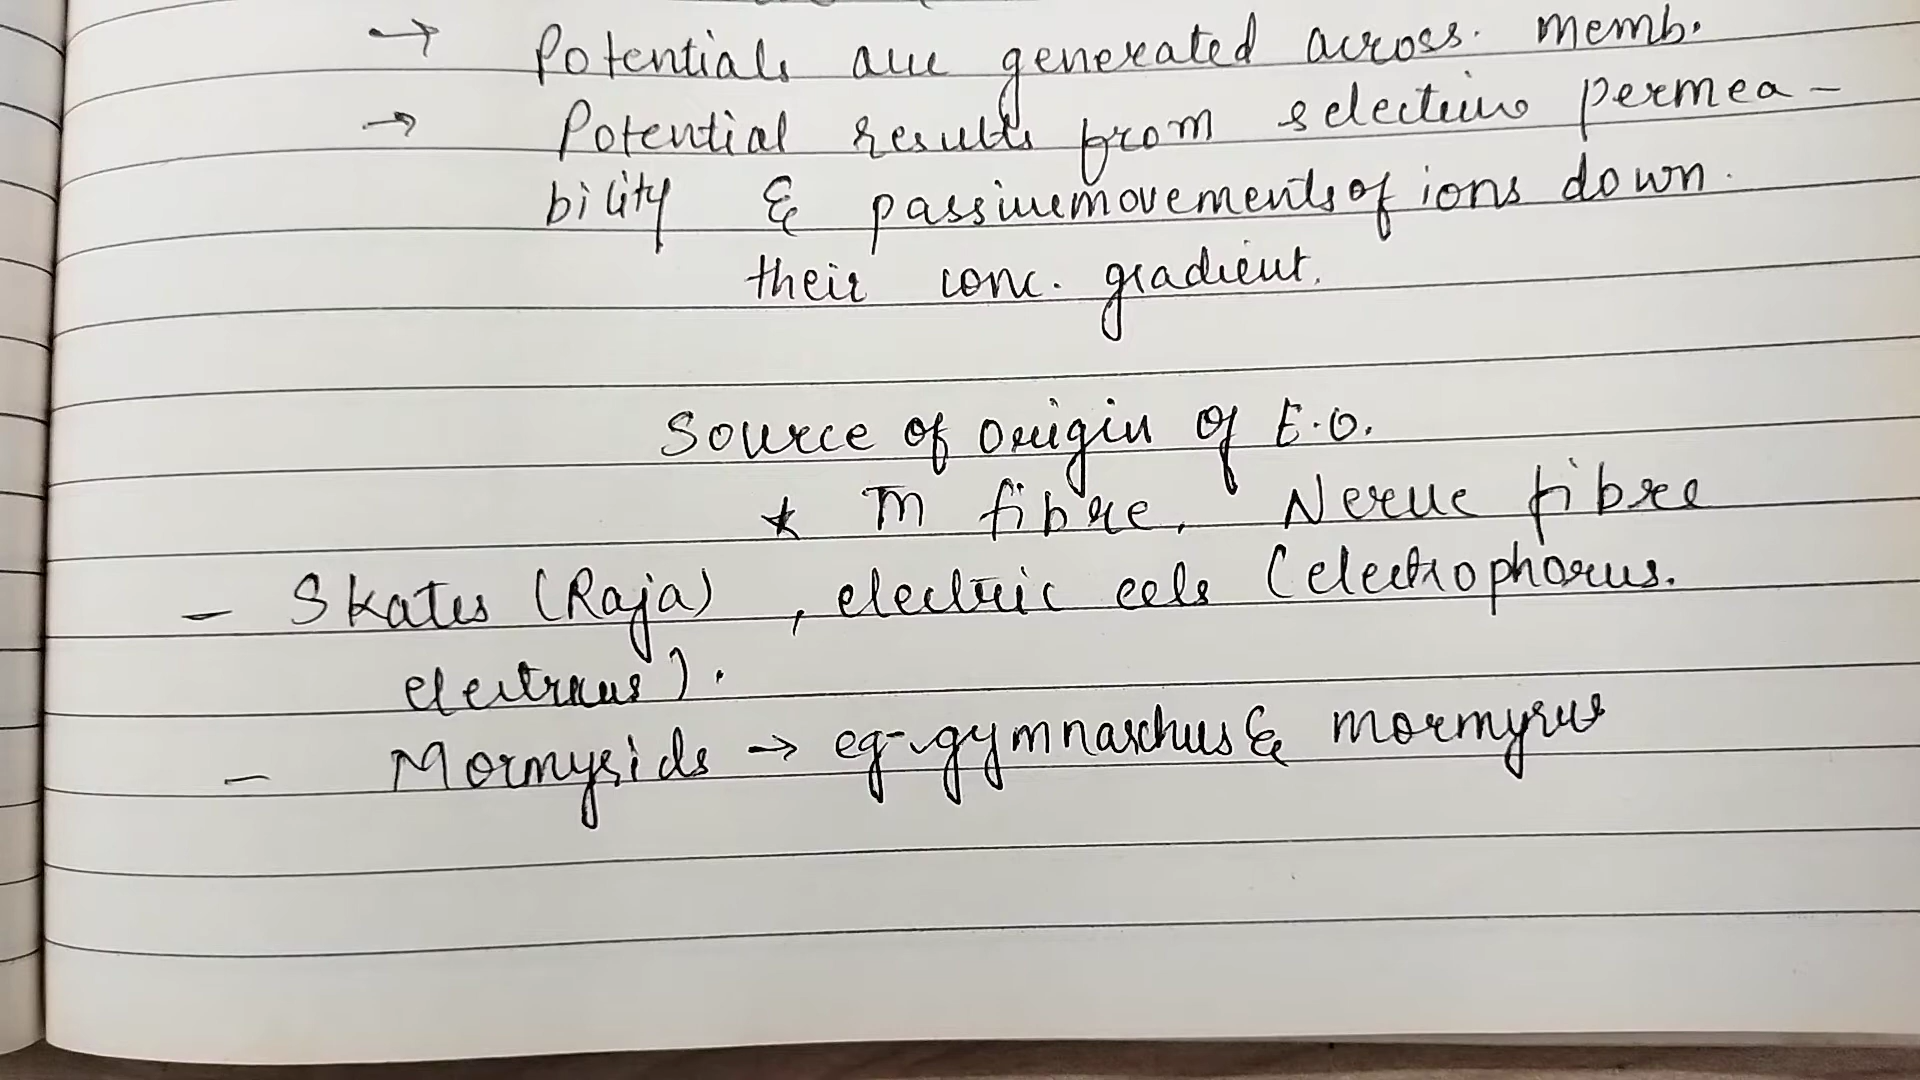 → Potentials are generated across. memb.
→ Potential results from selective permea-
bility & passive movements of ions down.
their conc. gradient.
Source of origin of E.O.
* m fibre, Nerve fibre
- Skates (Raja), electric eels (electrophorus.
electricus).
- Mormyrids → eg- gymnarchus & mormyrus